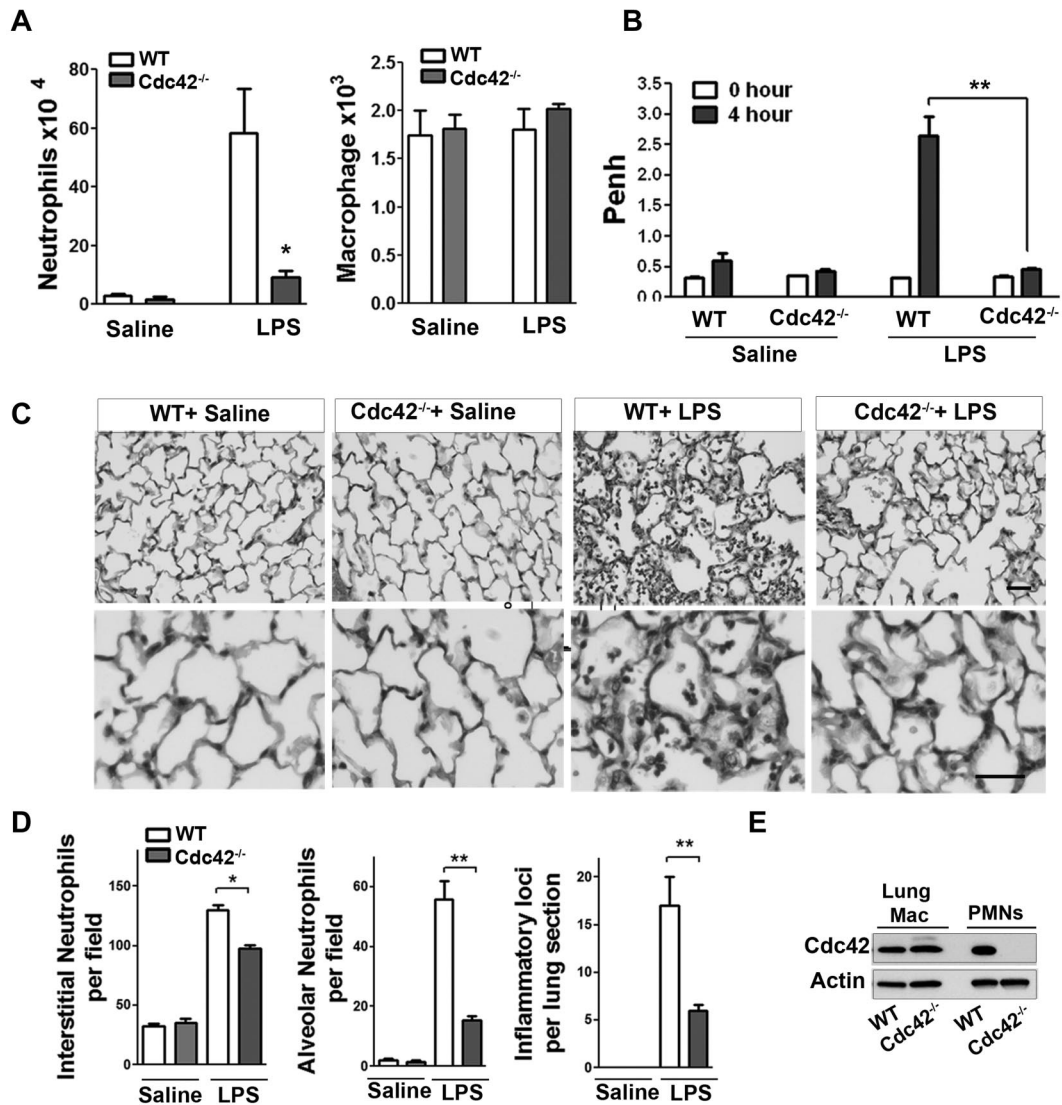 A
WT
Cdc42-/-
Neutrophils x10 4
80
60
40
20
0
Saline
LPS
*
WT
Cdc42-/-
Macrophage x10³
2.5
2.0
1.5
1.0
0.5
0.0
Saline
LPS
B
0 hour
4 hour
**
Penh
3.5
3.0
2.5
2.0
1.5
1.0
0.5
0.0
WT
Cdc42-/-
WT
Cdc42-/-
Saline
LPS
C
WT+ Saline
Cdc42-/-+ Saline
WT+ LPS
Cdc42-/-+ LPS
D
WT
Cdc42-/-
Interstitial Neutrophils
per field
150
100
50
0
*
Saline
LPS
Alveolar Neutrophils
per field
60
40
20
0
**
Saline
LPS
Inflammatory loci
per lung section
20
15
10
5
0
**
Saline
LPS
E
Lung
Mac
PMNs
Cdc42
Actin
WT
Cdc42-/-
WT
Cdc42-/-